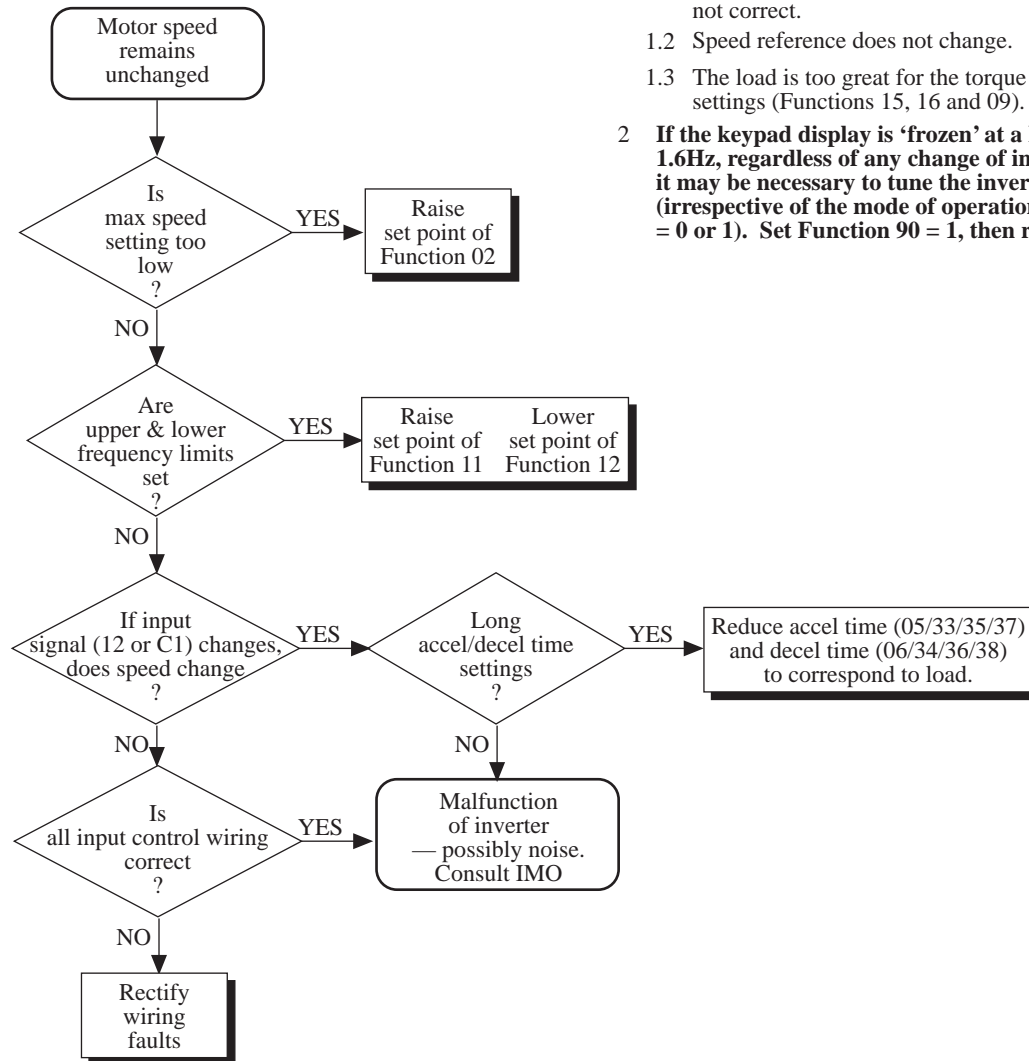 Motor speed
remains
unchanged
Is
max speed
setting too
low
?
YES
Raise
set point of
Function 02
NO
Are
upper & lower
frequency limits
set
?
YES
Raise
set point of
Function 11
Lower
set point of
Function 12
NO
If input
signal (12 or C1) changes,
does speed change
?
YES
Long
accel/decel time
settings
?
YES
Reduce accel time (05/33/35/37)
and decel time (06/34/36/38)
to correspond to load.
NO
NO
Is
all input control wiring
correct
?
YES
Malfunction
of inverter
— possibly noise.
Consult IMO
NO
Rectify
wiring
faults
not correct.
1.2 Speed reference does not change.
1.3 The load is too great for the torque
settings (Functions 15, 16 and 09).
2 If the keypad display is ‘frozen’ at a
1.6Hz, regardless of any change of
it may be necessary to tune the
(irrespective of the mode of
= 0 or 1). Set Function 90 = 1, then